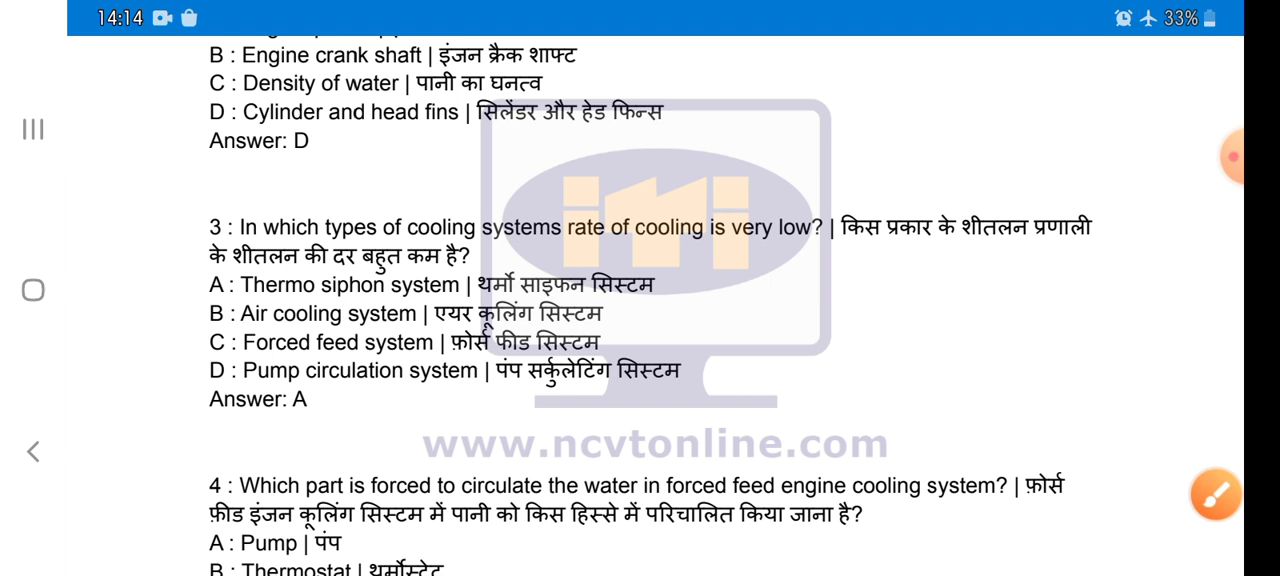 14:14
33%
B : Engine crank shaft | इंजन क्रैक शाफ्ट
C : Density of water | पानी का घनत्व
D : Cylinder and head fins | सिलेंडर और हेड फिन्स
Answer: D
3 : In which types of cooling systems rate of cooling is very low? | किस प्रकार के शीतलन प्रणाली
के शीतलन की दर बहुत कम है?
A : Thermo siphon system | थर्मो साइफन सिस्टम
B : Air cooling system | एयर कूलिंग सिस्टम
C : Forced feed system | फ़ोर्स फीड सिस्टम
D : Pump circulation system | पंप सर्कुलेटिंग सिस्टम
Answer: A
www.ncvtonline.com
4 : Which part is forced to circulate the water in forced feed engine cooling system? | फ़ोर्स
फ़ीड इंजन कूलिंग सिस्टम में पानी को किस हिस्से में परिचालित किया जाना है?
A : Pump | पंप
B : Thermostat | थर्मोस्टेट